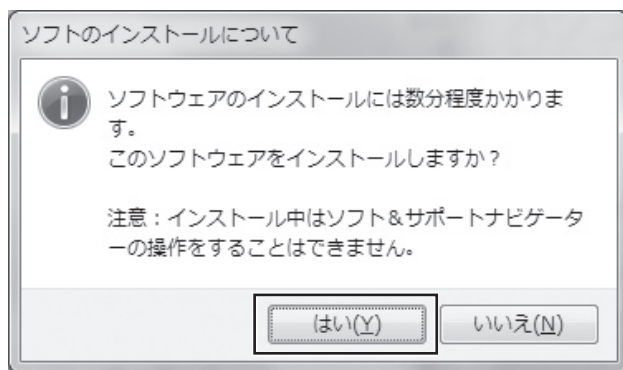 ソフトのインストールについて
ソフトウェアのインストールには数分程度かかりま
す。
このソフトウェアをインストールしますか？
注意：インストール中はソフト＆サポートナビゲータ
ーの操作をすることはできません。
はい(Y)
いいえ(N)